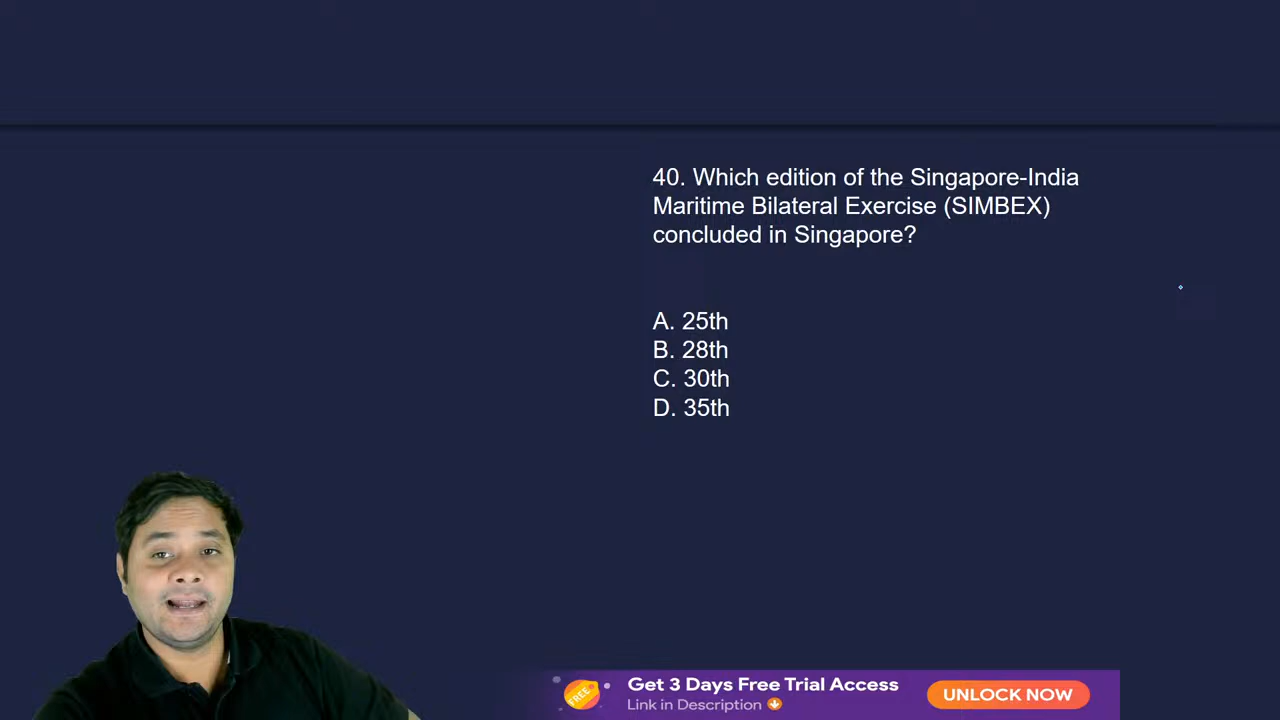 40. Which edition of the Singapore-India
Maritime Bilateral Exercise (SIMBEX)
concluded in Singapore?
A. 25th
B. 28th
C. 30th
D. 35th
FREE
Get 3 Days Free Trial Access
Link in Description
UNLOCK NOW